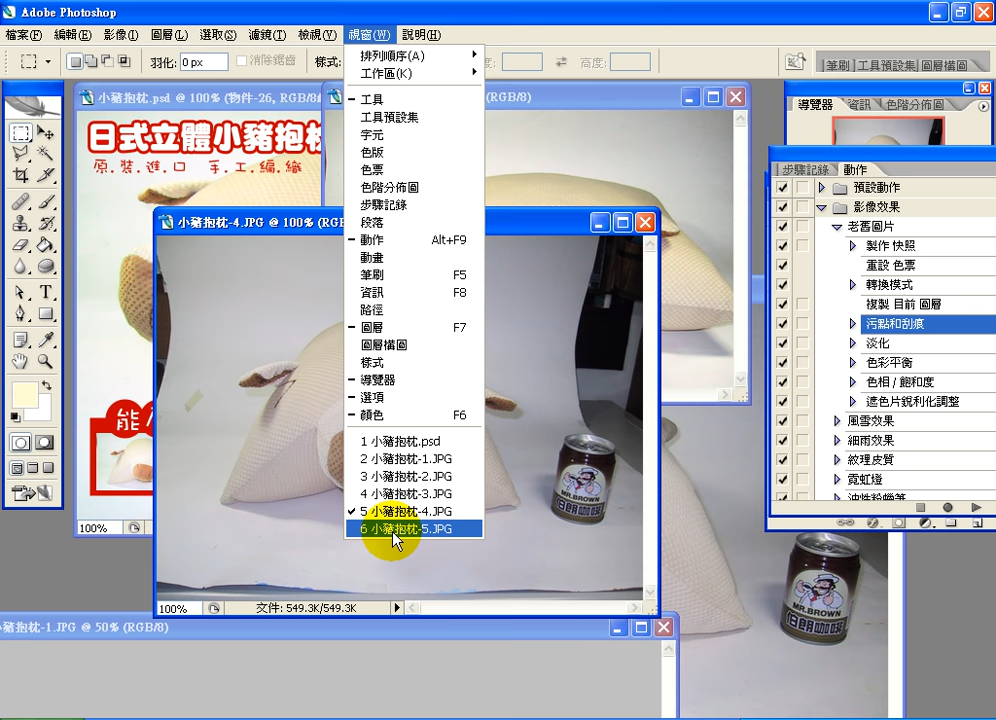 Adobe Photoshop
檔案(F) 編輯(E) 影像(I) 圖層(L) 選取(S) 濾鏡(T) 檢視(V) 視窗(W) 說明(H)
羽化: 0 px 消除鋸齒 樣式: 高度:
筆刷 工具預設集 圖層構圖
小豬抱枕.psd @ 100% (物件-26, RGB/8#
(RGB/8)
導覽器 資訊 色階分佈圖
日式立體小豬抱枕
原.裝.進.口 手.工.編.織
能
100%
小豬抱枕-4.JPG @ 100% (RGB
排列順序(A)
工作區(K)
工具
工具預設集
字元
色版
色票
色階分佈圖
步驟記錄
段落
動作 Alt+F9
動畫
筆刷 F5
資訊 F8
路徑
圖層 F7
圖層構圖
樣式
導覽器
選項
顏色 F6
1 小豬抱枕.psd
2 小豬抱枕-1.JPG
3 小豬抱枕-2.JPG
4 小豬抱枕-3.JPG
5 小豬抱枕-4.JPG
6 小豬抱枕-5.JPG
MR.BROWN
伯朗咖啡
100% 文件: 549.3K/549.3K
步驟記錄 動作
預設動作
影像效果
老舊圖片
製作 快照
重設 色票
轉換模式
複製 目前 圖層
污點和刮痕
淡化
色彩平衡
色相 / 飽和度
遮色片銳利化調整
風雪效果
細雨效果
紋理皮質
霓虹燈
油性粉蠟筆
MR.BROWN
伯朗咖啡
小豬抱枕-1.JPG @ 50% (RGB/8)